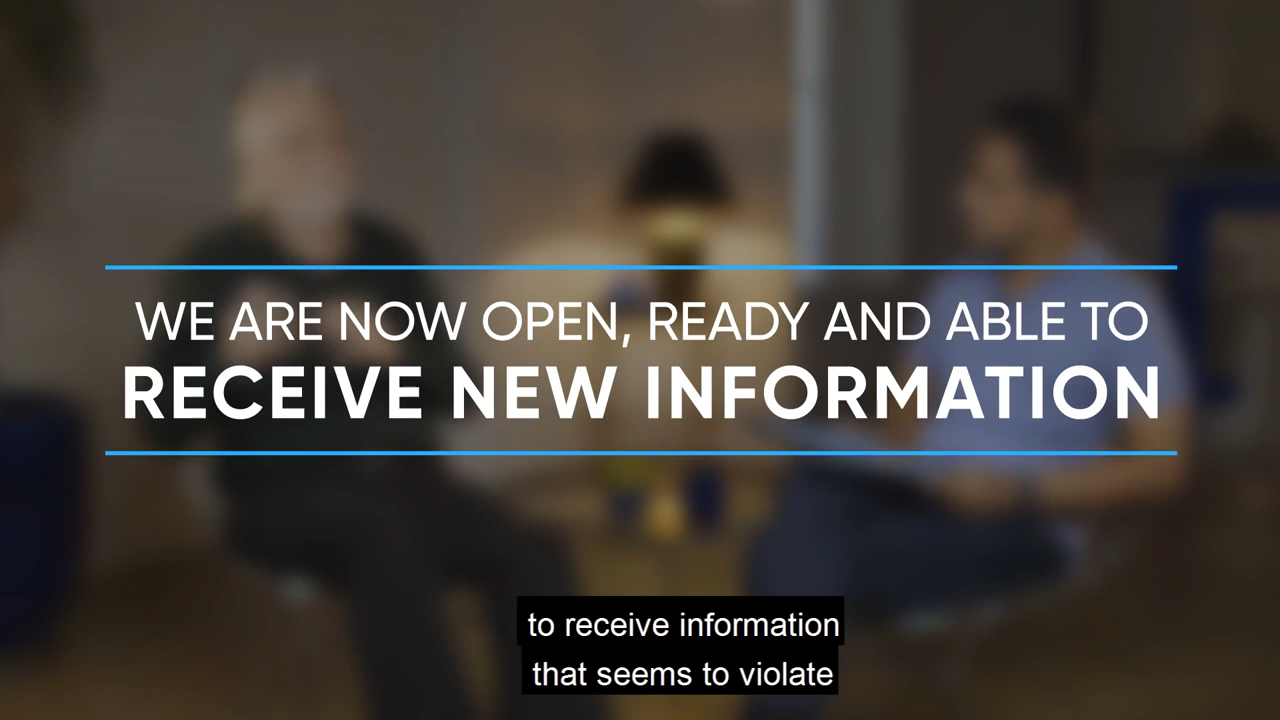 WE ARE NOW OPEN, READY AND ABLE TO
RECEIVE NEW INFORMATION
to receive information
that seems to violate